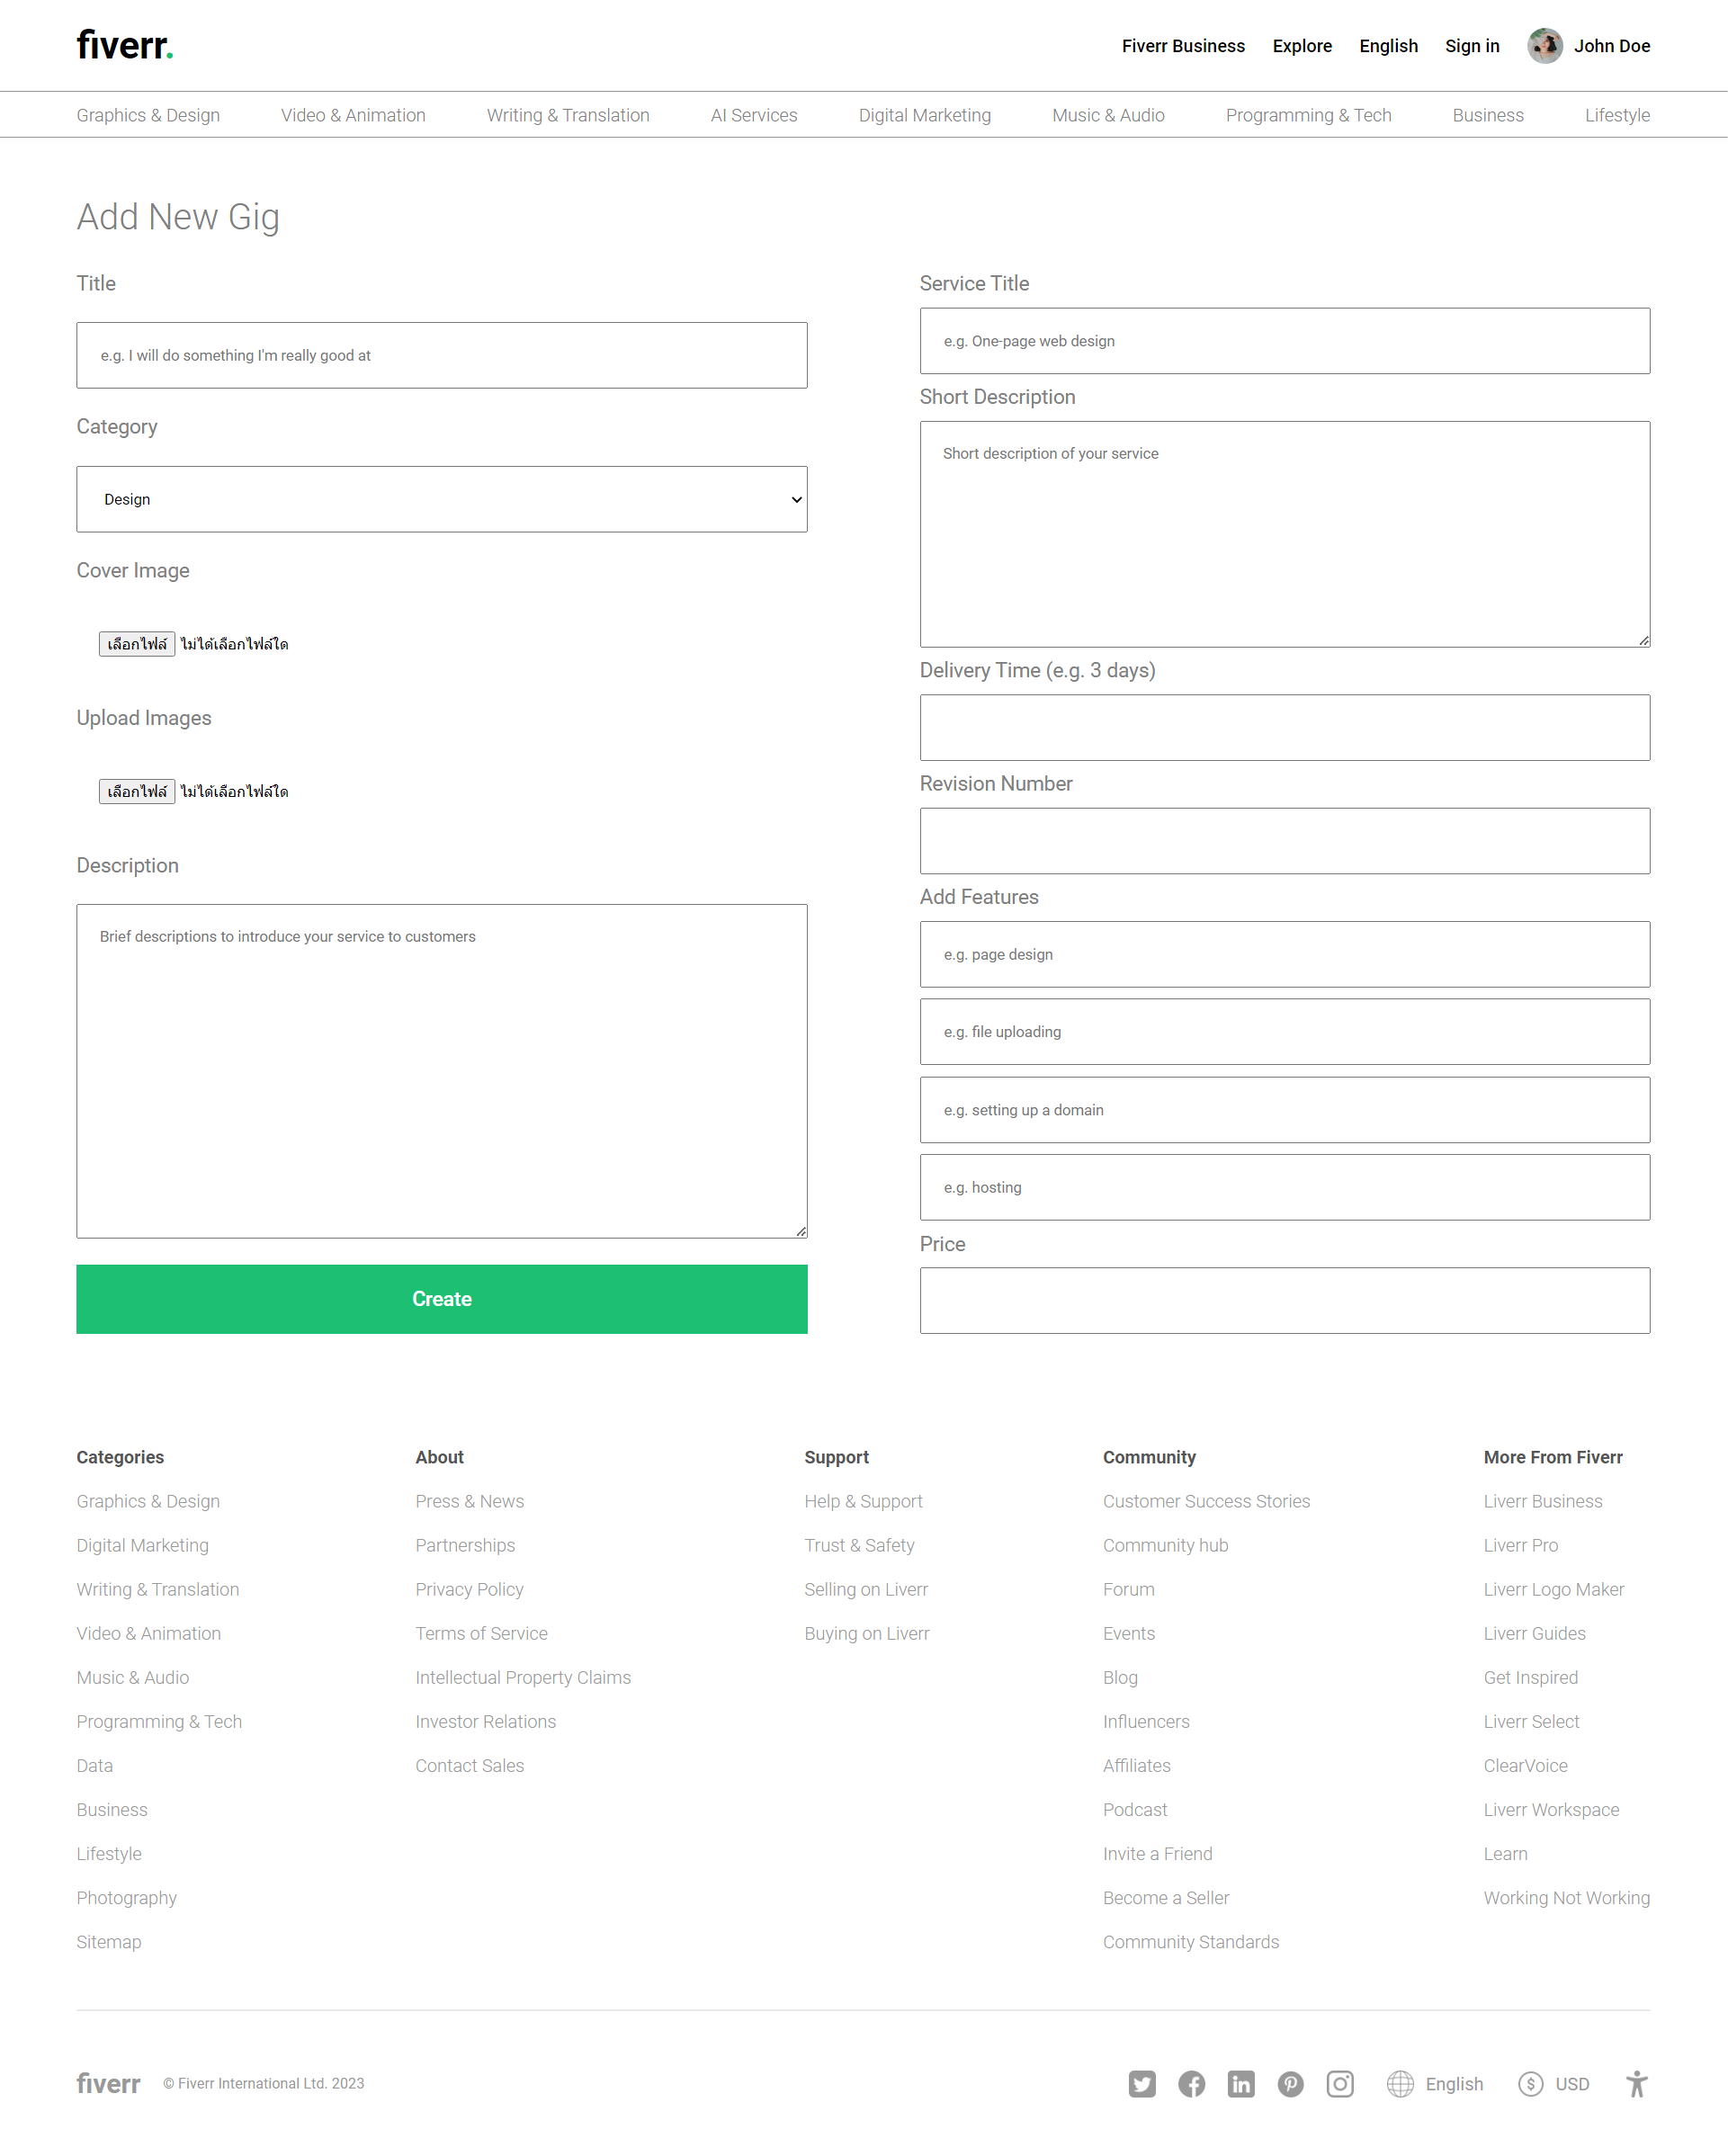 fiverr.
Fiverr Business Explore English Sign in John Doe
Graphics & Design Video & Animation Writing & Translation AI Services Digital Marketing Music & Audio Programming & Tech Business Lifestyle
Add New Gig
Title
e.g. I will do something I'm really good at
Category
Design
Cover Image
เลือกไฟล์ ไม่ได้เลือกไฟล์ใด
Upload Images
เลือกไฟล์ ไม่ได้เลือกไฟล์ใด
Description
Brief descriptions to introduce your service to customers
Create
Service Title
e.g. One-page web design
Short Description
Short description of your service
Delivery Time (e.g. 3 days)
Revision Number
Add Features
e.g. page design
e.g. file uploading
e.g. setting up a domain
e.g. hosting
Price
Categories
Graphics & Design
Digital Marketing
Writing & Translation
Video & Animation
Music & Audio
Programming & Tech
Data
Business
Lifestyle
Photography
Sitemap
About
Press & News
Partnerships
Privacy Policy
Terms of Service
Intellectual Property Claims
Investor Relations
Contact Sales
Support
Help & Support
Trust & Safety
Selling on Liverr
Buying on Liverr
Community
Customer Success Stories
Community hub
Forum
Events
Blog
Influencers
Affiliates
Podcast
Invite a Friend
Become a Seller
Community Standards
More From Fiverr
Liverr Business
Liverr Pro
Liverr Logo Maker
Liverr Guides
Get Inspired
Liverr Select
ClearVoice
Liverr Workspace
Learn
Working Not Working
fiverr © Fiverr International Ltd. 2023 English USD